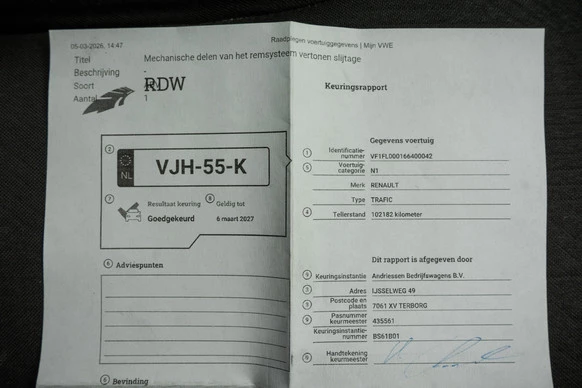 05-03-2026, 14:47
Raadplegen voertuiggegevens | Mijn VWE
Titel Mechanische delen van het remsysteem vertonen slijtage
Beschrijving -
Soort
Aantal 1
RDW
Keuringsrapport
2
NL
VJH-55-K
7 Resultaat keuring
Goedgekeurd
8 Geldig tot
6 maart 2027
6 Adviespunten
6 Bevinding
Gegevens voertuig
1 Identificatie-
nummer VF1FL000166400042
5 Voertuig-
categorie N1
Merk RENAULT
Type TRAFIC
4 Tellerstand 102182 kilometer
Dit rapport is afgegeven door
9 Keuringsinstantie Andriessen Bedrijfswagens B.V.
Adres IJSSELWEG 49
Postcode en
plaats 7061 XV TERBORG
9 Pasnummer
keurmeester 435561
Keuringsinstantie-
nummer BS61B01
Handtekening
keurmeester